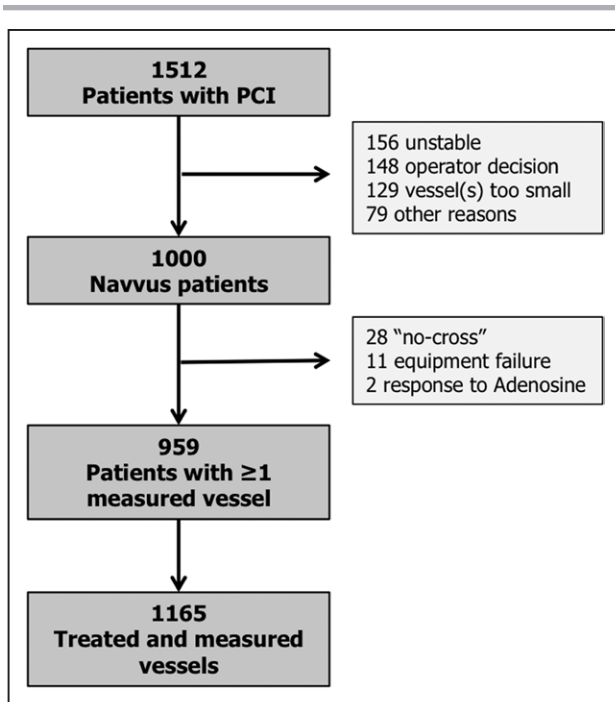 1512
Patients with PCI
156 unstable
148 operator decision
129 vessel(s) too small
79 other reasons
1000
Navvus patients
28 “no-cross”
11 equipment failure
2 response to Adenosine
959
Patients with ≥1
measured vessel
1165
Treated and measured
vessels